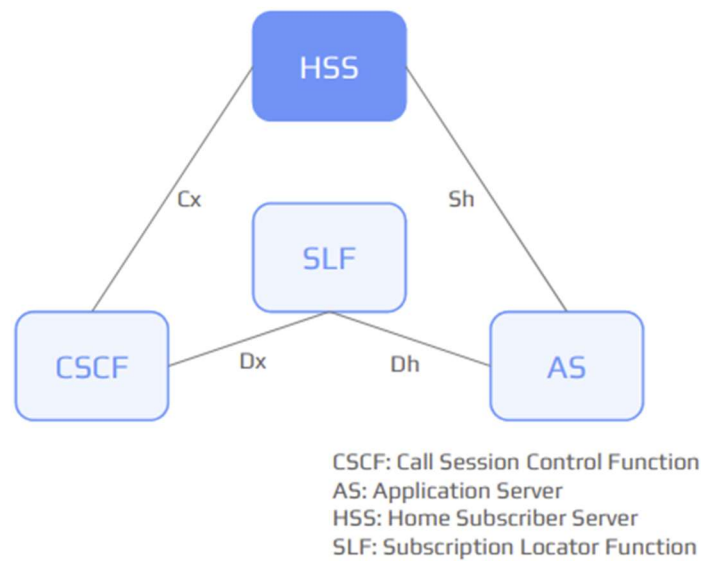 HSS
Cx
Sh
SLF
CSCF
Dx
Dh
AS
CSCF: Call Session Control Function
AS: Application Server
HSS: Home Subscriber Server
SLF: Subscription Locator Function